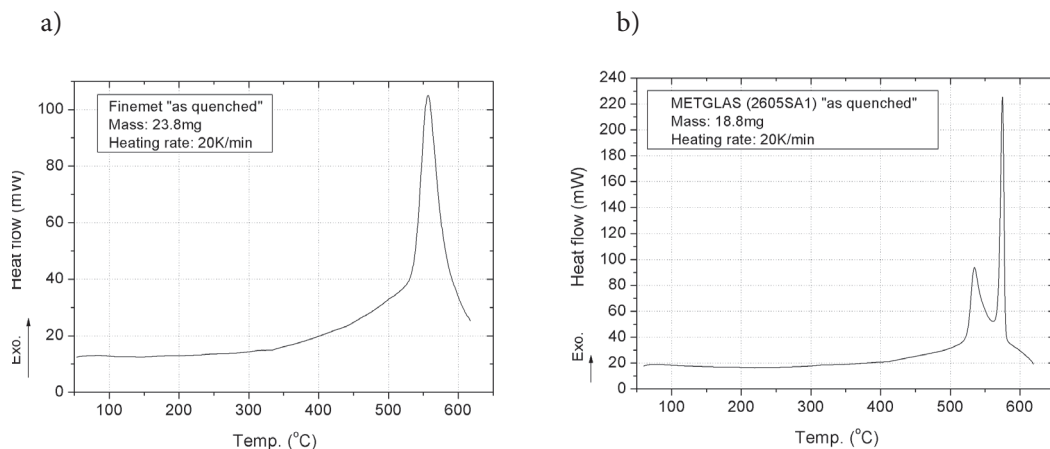 a)
Finemet "as quenched"
Mass: 23.8mg
Heating rate: 20K/min
100
80
60
40
20
0
Heat flow (mW)
Exo.
100 200 300 400 500 600
Temp. (°C)
b)
METGLAS (2605SA1) "as quenched"
Mass: 18.8mg
Heating rate: 20K/min
240
220
200
180
160
140
120
100
80
60
40
20
0
Heat flow (mW)
Exo.
100 200 300 400 500 600
Temp. (°C)